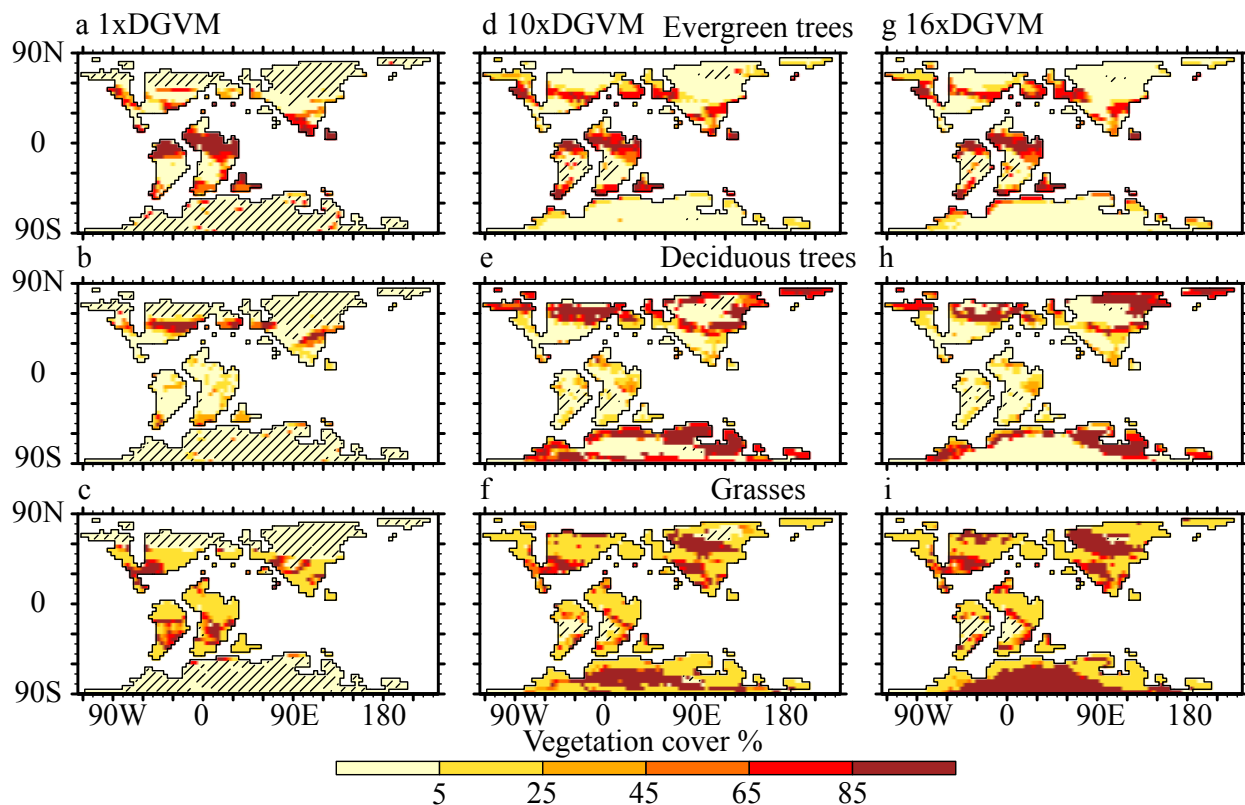 a 1xDGVM
d 10xDGVM
Evergreen trees
g 16xDGVM
90N
0
90S
b
e
Deciduous trees
h
90N
0
90S
c
f
Grasses
i
90N
0
90S
90W 0 90E 180
90W 0 90E 180
90W 0 90E 180
Vegetation cover %
5 25 45 65 85